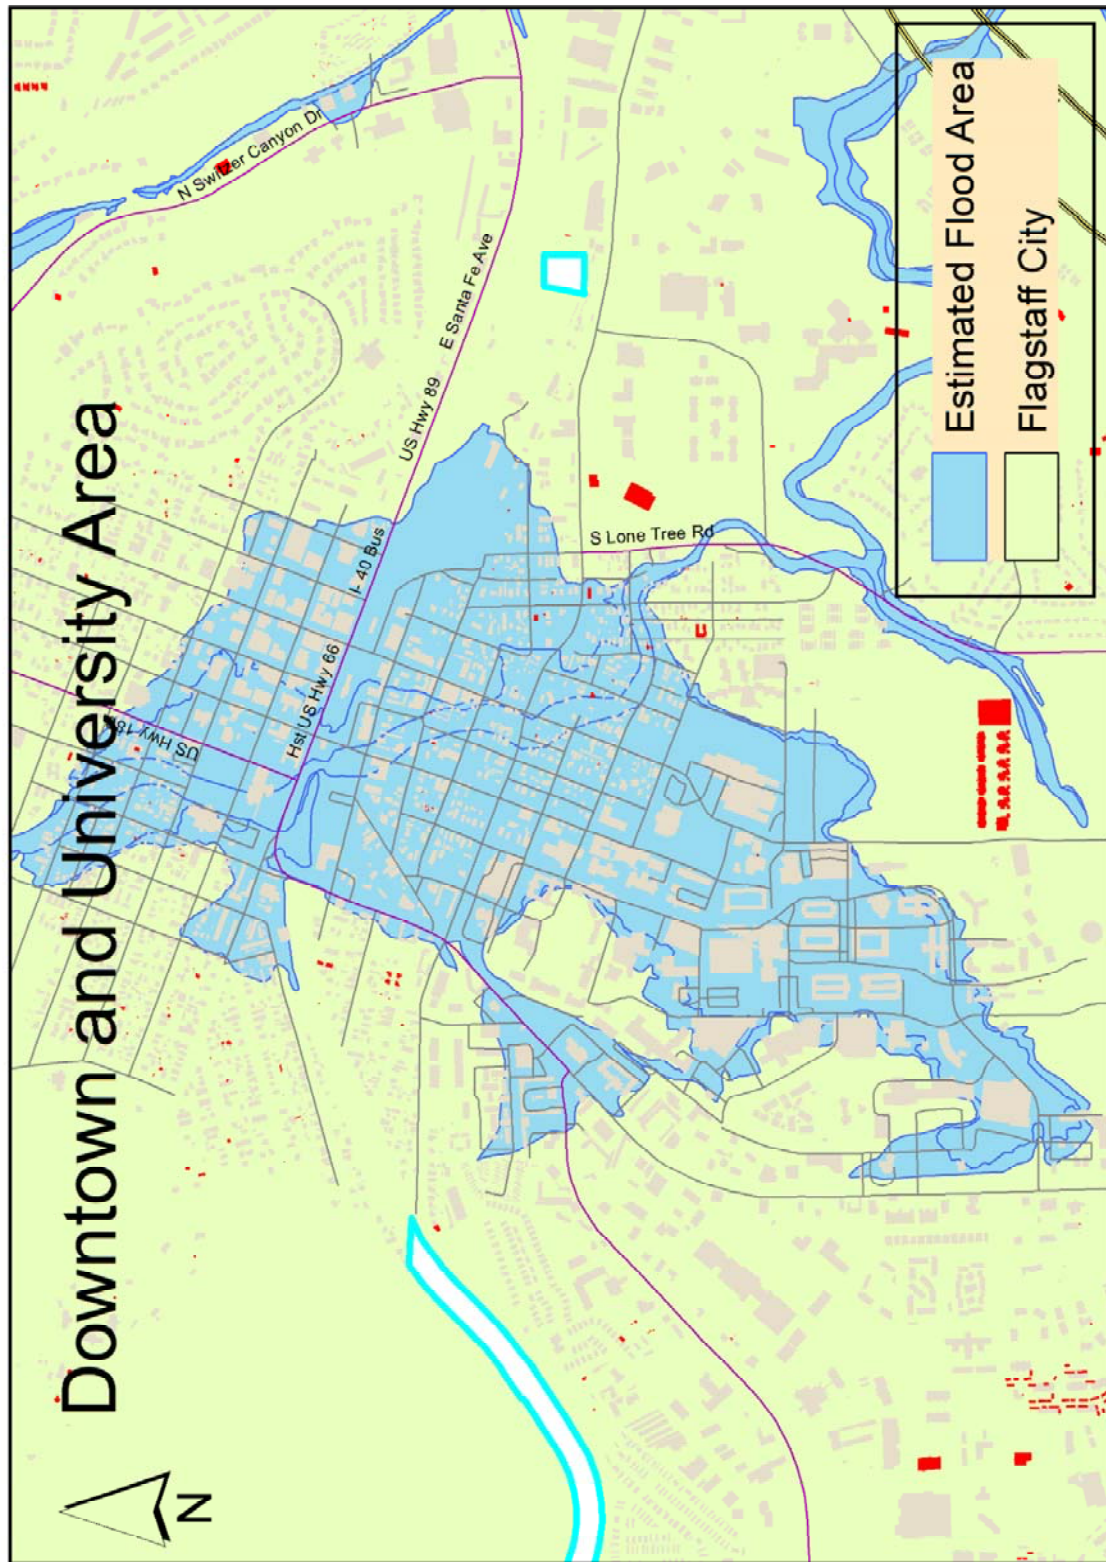 Downtown and University Area
N
N Switzer Canyon Dr
E Santa Fe Ave
US Hwy 89
I- 40 Bus
Hst US Hwy 66
US Hwy 18
S Lone Tree Rd
Estimated Flood Area
Flagstaff City